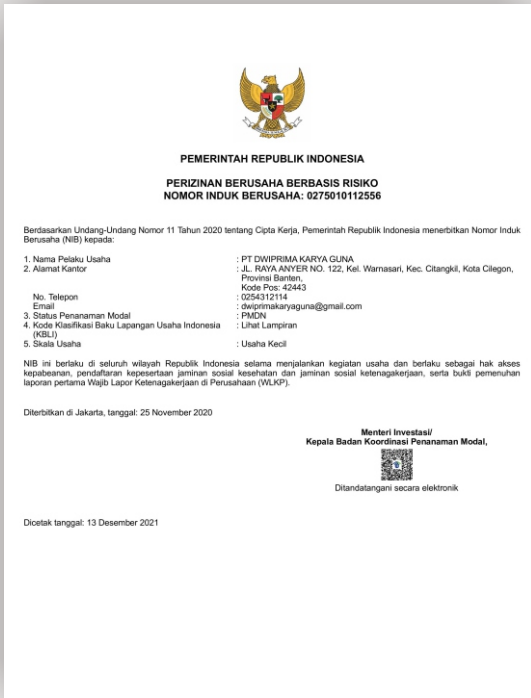 PEMERINTAH REPUBLIK INDONESIA
PERIZINAN BERUSAHA BERBASIS RISIKO
NOMOR INDUK BERUSAHA: 0275010112556
Berdasarkan Undang-Undang Nomor 11 Tahun 2020 tentang Cipta Kerja, Pemerintah Republik Indonesia menerbitkan Nomor Induk
Berusaha (NIB) kepada:
1. Nama Pelaku Usaha : PT DWIPRIMA KARYA GUNA
2. Alamat Kantor : JL. RAYA ANYER NO. 122, Kel. Warnasari, Kec. Citangkil, Kota Cilegon,
Provinsi Banten,
Kode Pos: 42443
No. Telepon : 0254312114
Email : dwiprimakaryaguna@gmail.com
3. Status Penanaman Modal : PMDN
4. Kode Klasifikasi Baku Lapangan Usaha Indonesia : Lihat Lampiran
(KBLI)
5. Skala Usaha : Usaha Kecil
NIB ini berlaku di seluruh wilayah Republik Indonesia selama menjalankan kegiatan usaha dan berlaku sebagai hak akses
kepabeanan, pendaftaran kepesertaan jaminan sosial kesehatan dan jaminan sosial ketenagakerjaan, serta bukti pemenuhan
laporan pertama Wajib Lapor Ketenagakerjaan di Perusahaan (WLKP).
Diterbitkan di Jakarta, tanggal: 25 November 2020
Menteri Investasi/
Kepala Badan Koordinasi Penanaman Modal,
Ditandatangani secara elektronik
Dicetak tanggal: 13 Desember 2021